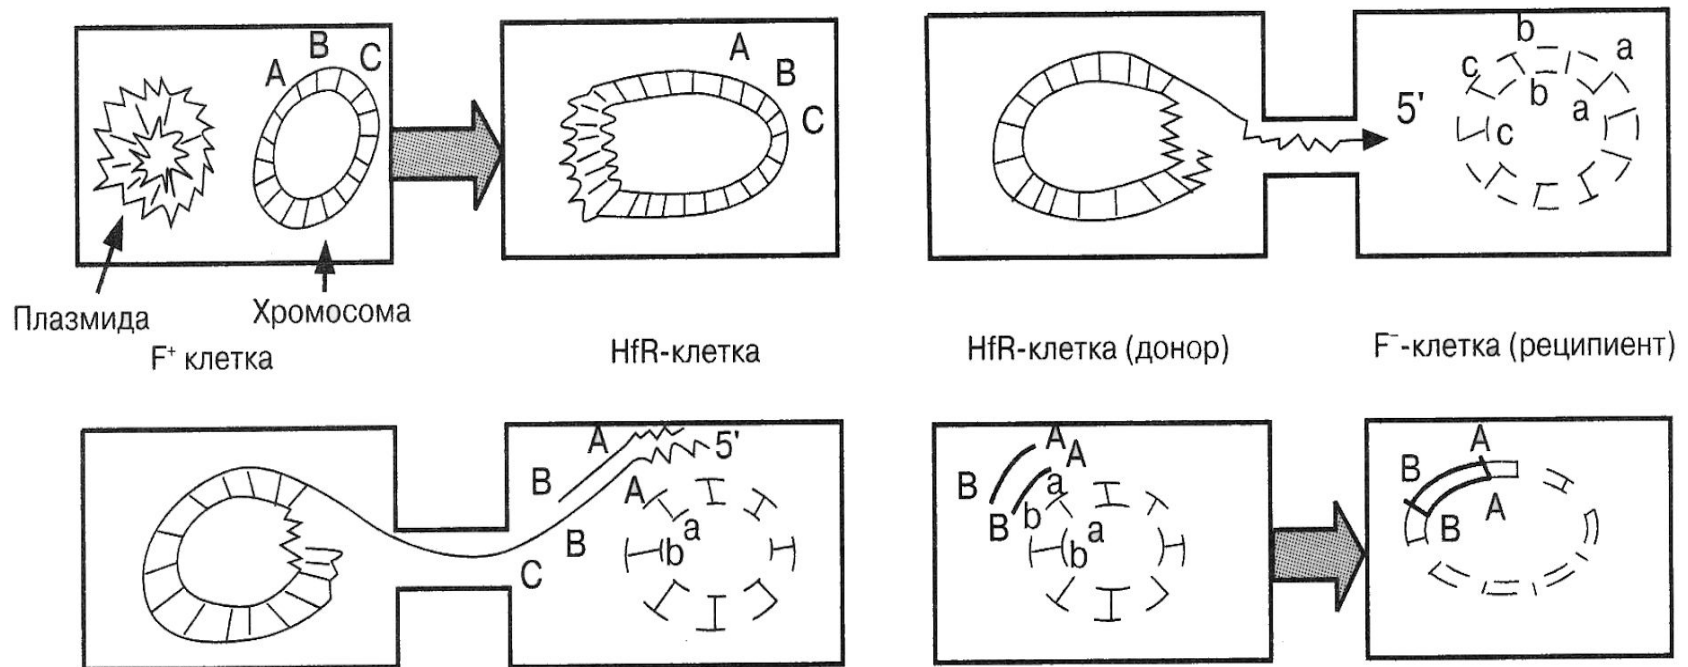 A B C
Плазмида
Хромосома
F⁺ клетка
A
B
C
HfR-клетка
HfR-клетка (донор)
5'
c b a
b a
c
F⁻-клетка (реципиент)
A 5'
B A
a
B b
C
A A
B a
B b a
b
A
B A
B